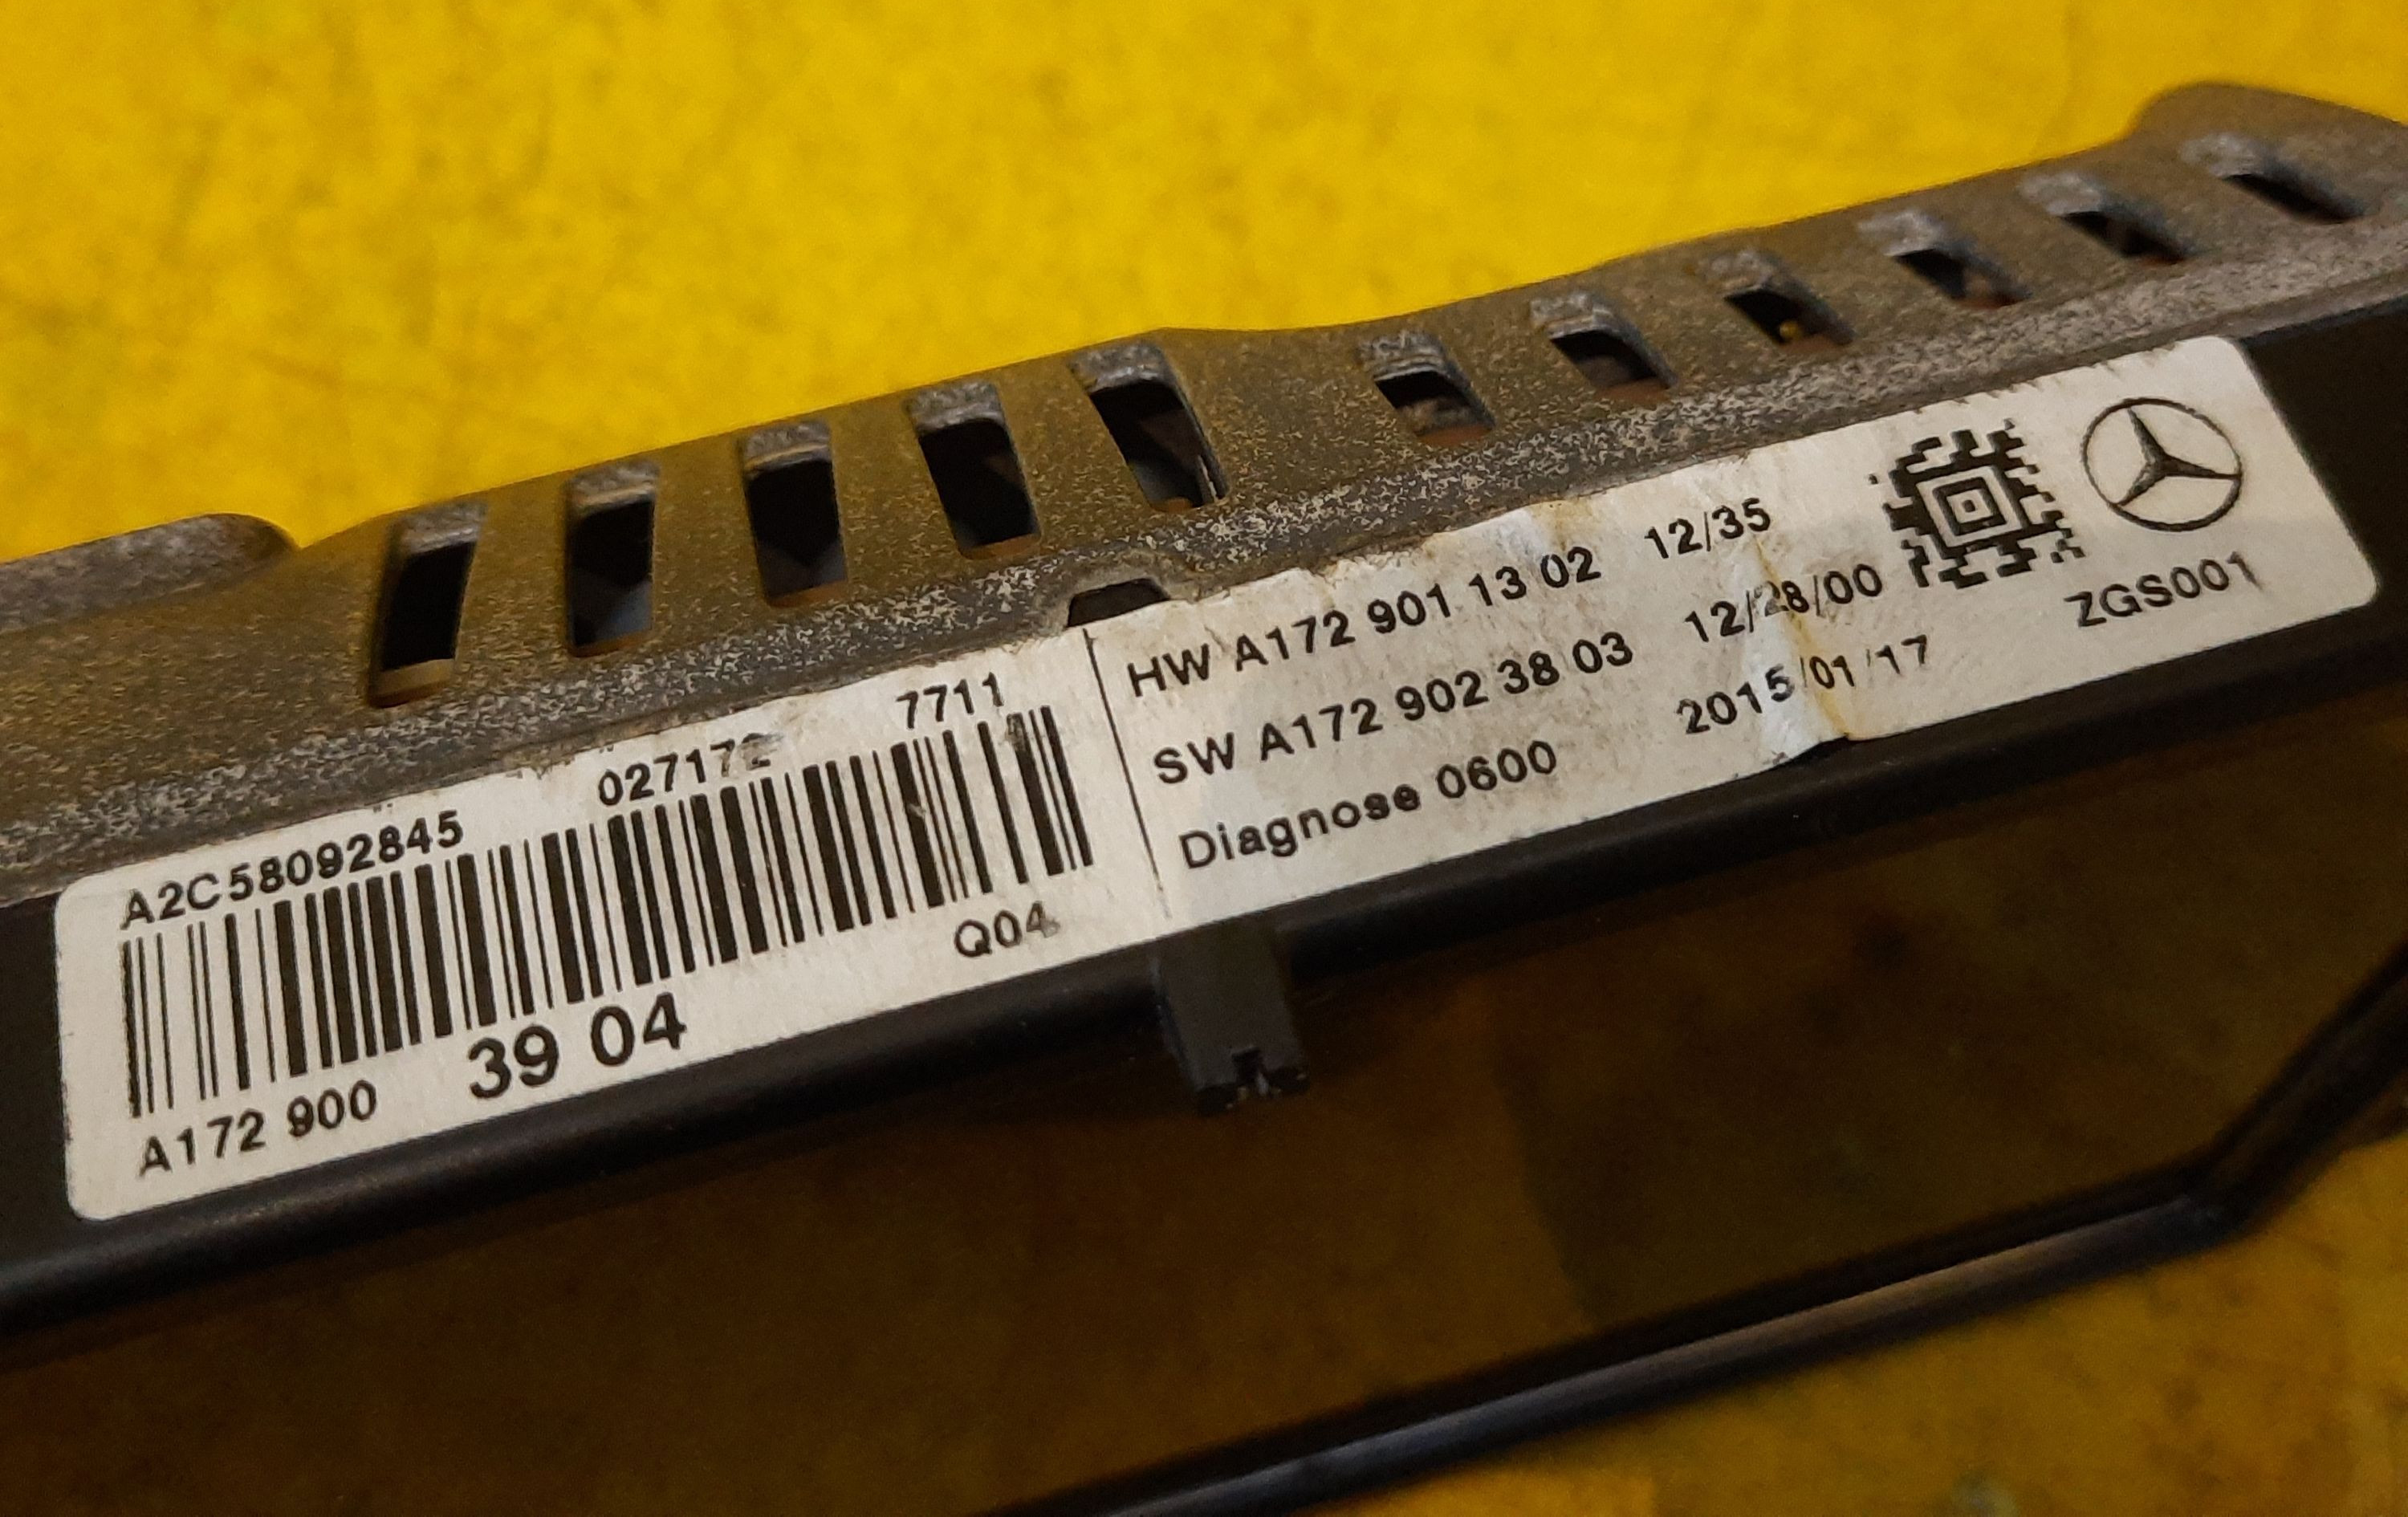 A2C58092845 027172 7711
Q04
A172 900 39 04
HW A172 901 13 02 12/35
SW A172 902 38 03 12/28/00
Diagnose 0600 2015/01/17
ZGS001